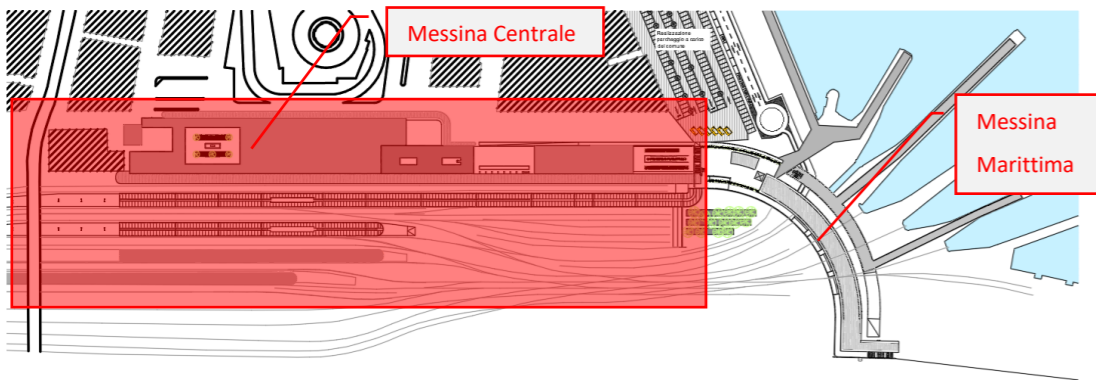 Messina Centrale
Realizzazione
parcheggio a carico
del comune
Messina
Marittima